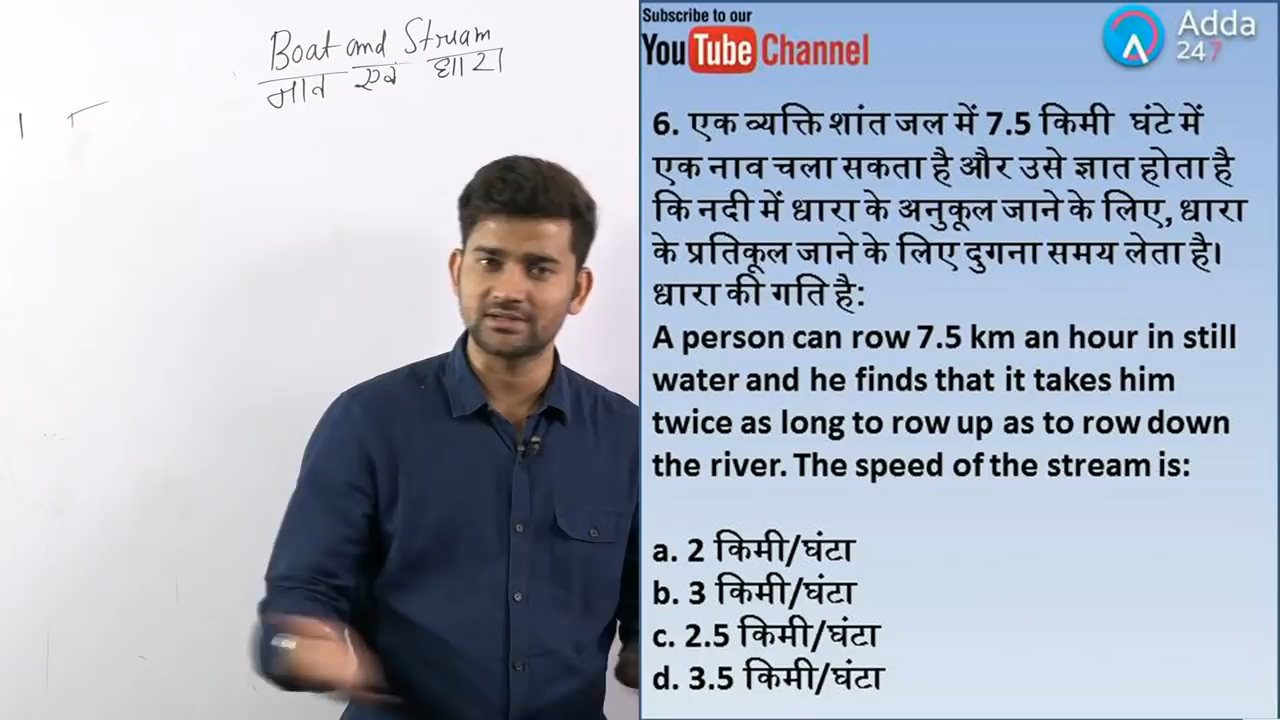 Boat and Stream
नाव एवं धारा
1
Subscribe to our
YouTube Channel
Adda
247
6. एक व्यक्ति शांत जल में 7.5 किमी घंटे में
एक नाव चला सकता है और उसे ज्ञात होता है
कि नदी में धारा के अनुकूल जाने के लिए, धारा
के प्रतिकूल जाने के लिए दुगना समय लेता है।
धारा की गति है:
A person can row 7.5 km an hour in still
water and he finds that it takes him
twice as long to row up as to row down
the river. The speed of the stream is:
a. 2 किमी/घंटा
b. 3 किमी/घंटा
c. 2.5 किमी/घंटा
d. 3.5 किमी/घंटा